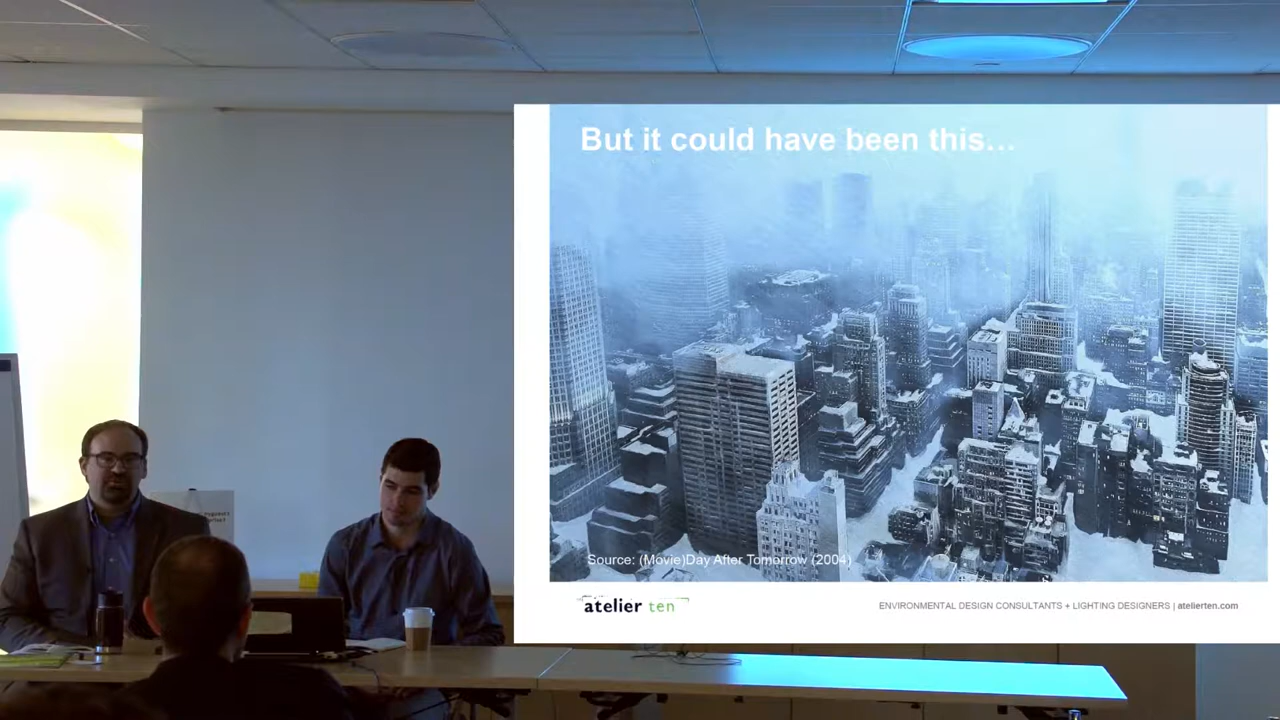 But it could have been this...
Source: (Movie)Day After Tomorrow (2004)
atelier ten
ENVIRONMENTAL DESIGN CONSULTANTS + LIGHTING DESIGNERS | atelierten.com